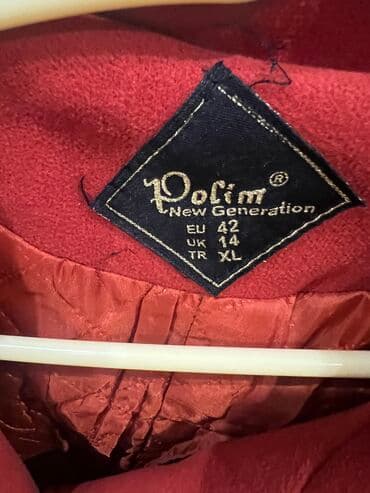 Polim®
New Generation
EU 42
UK 14
TR XL